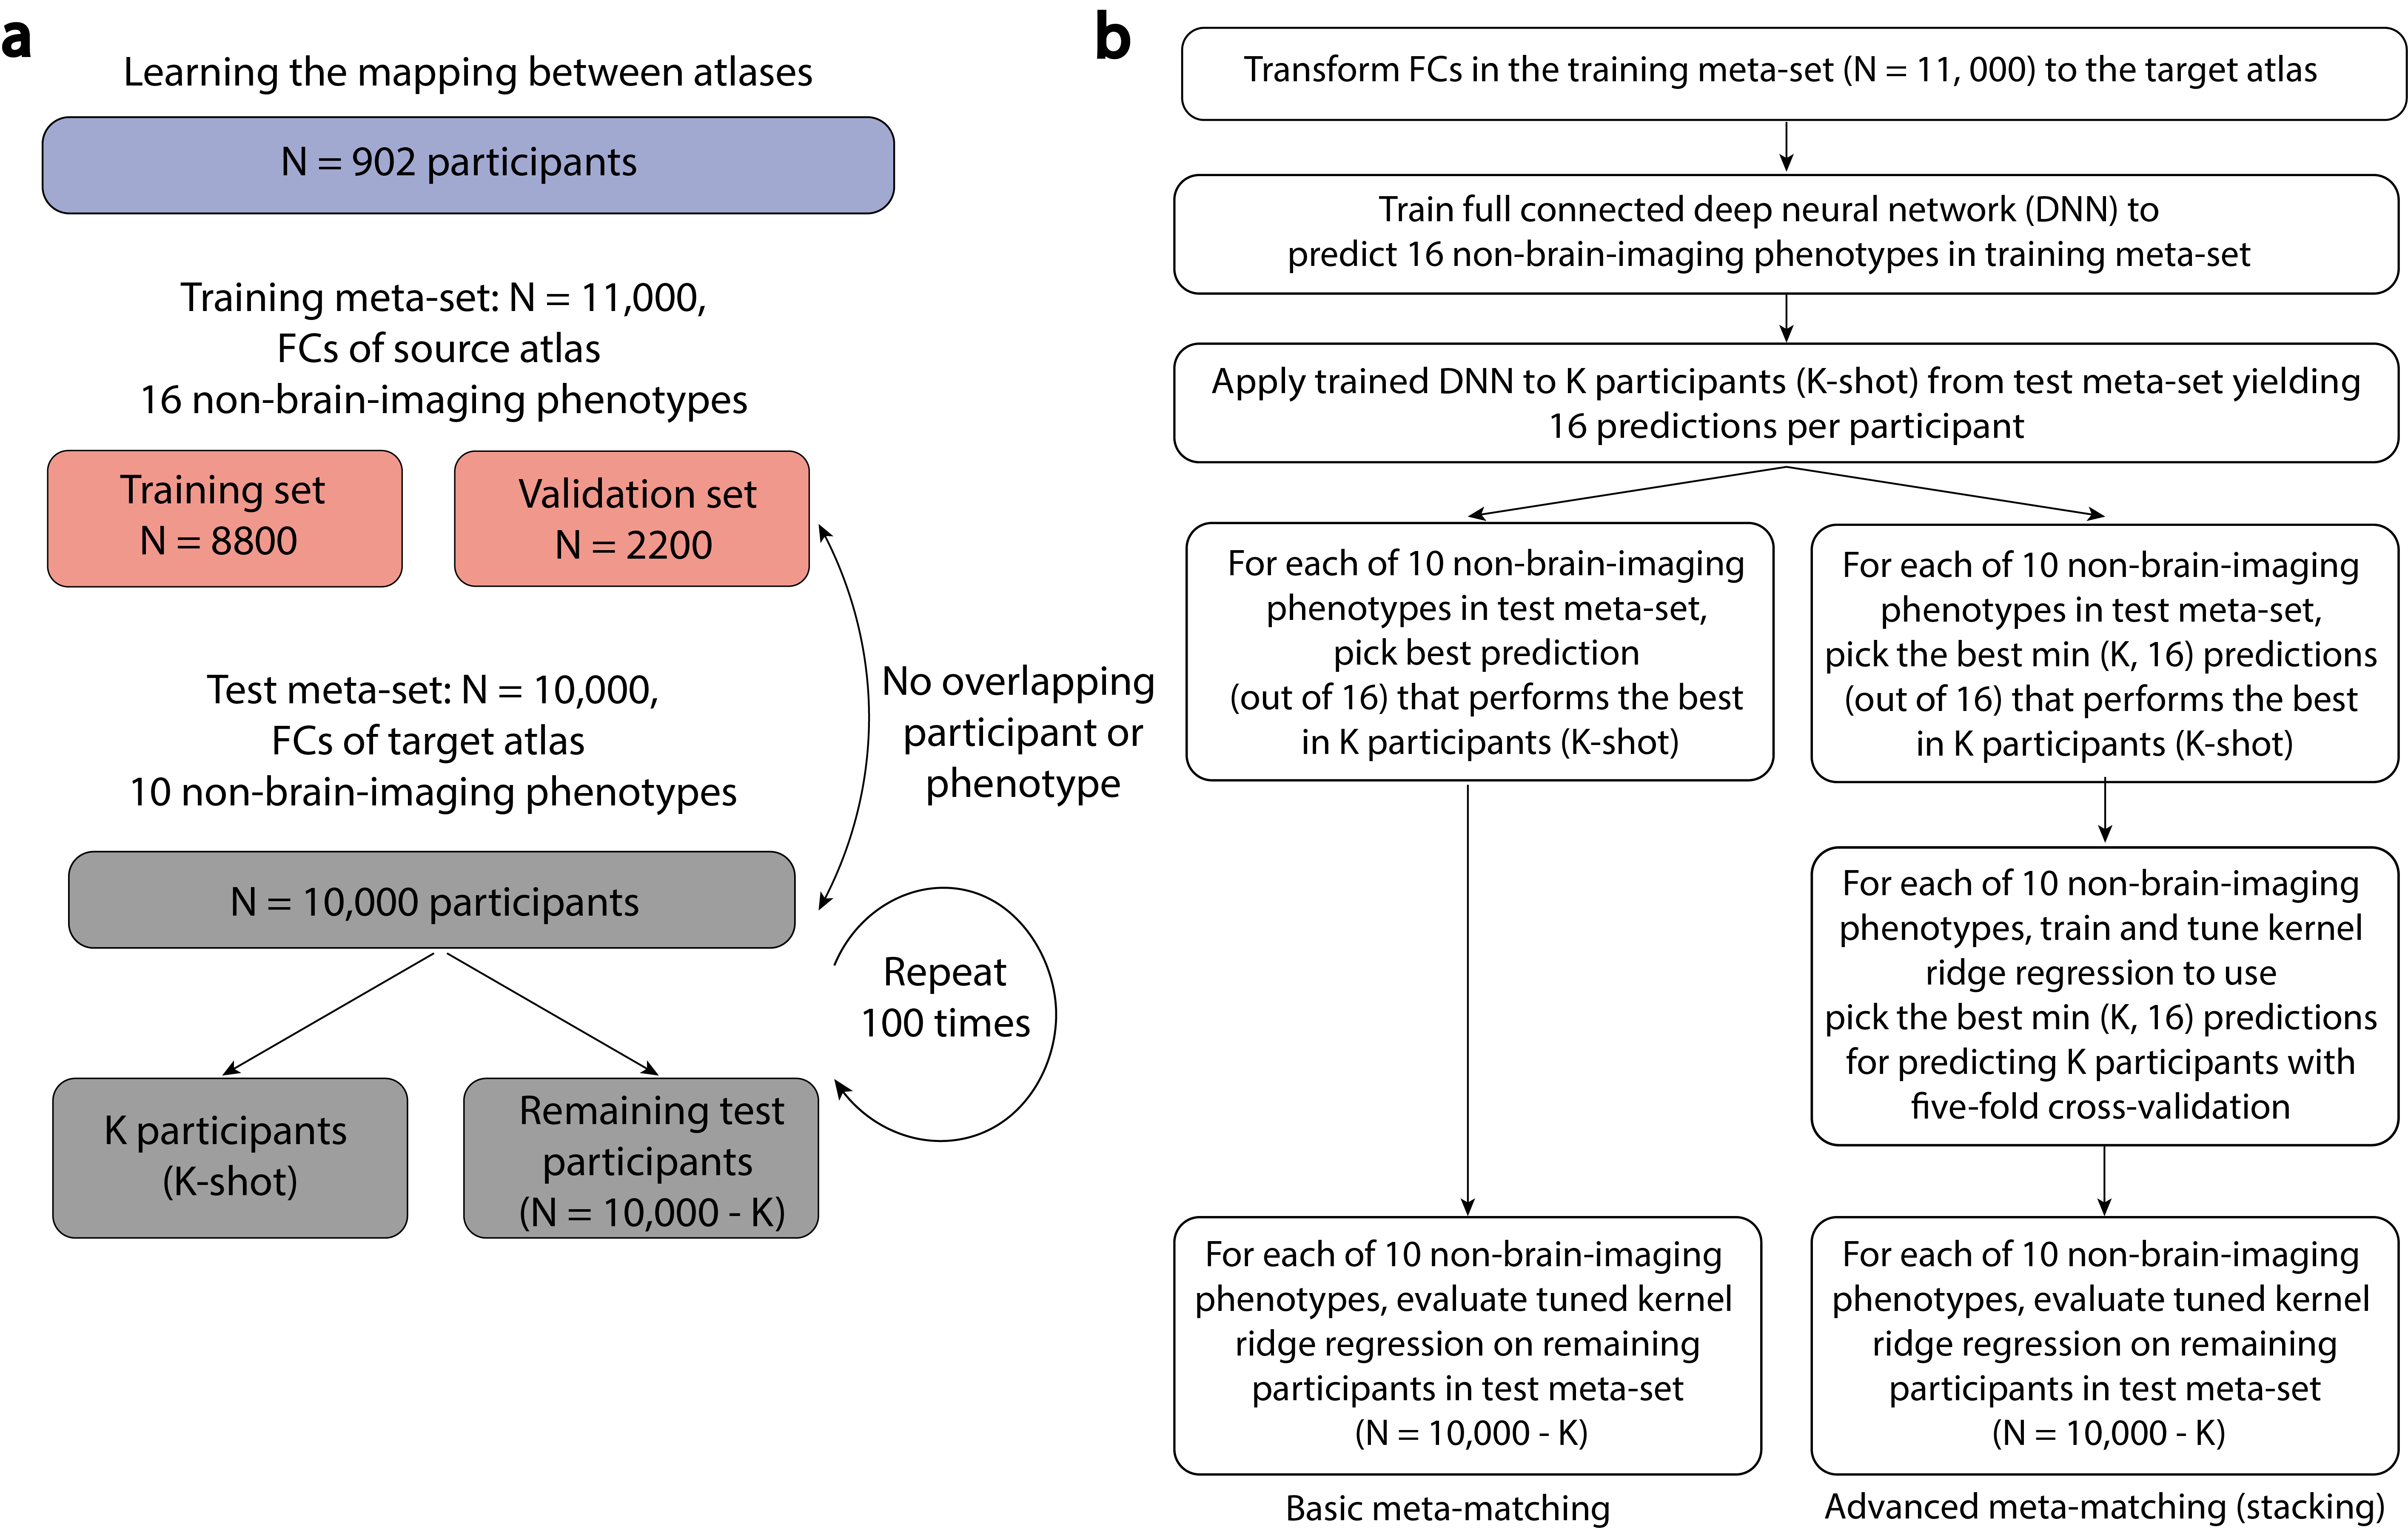 a
Learning the mapping between atlases
N = 902 participants
Training meta-set: N = 11,000,
FCs of source atlas
16 non-brain-imaging phenotypes
Training set
N = 8800
Validation set
N = 2200
Test meta-set: N = 10,000,
FCs of target atlas
10 non-brain-imaging phenotypes
No overlapping
participant or
phenotype
N = 10,000 participants
Repeat
100 times
K participants
(K-shot)
Remaining test
participants
(N = 10,000 - K)
b
Transform FCs in the training meta-set (N = 11, 000) to the target atlas
Train full connected deep neural network (DNN) to
predict 16 non-brain-imaging phenotypes in training meta-set
Apply trained DNN to K participants (K-shot) from test meta-set yielding
16 predictions per participant
For each of 10 non-brain-imaging
phenotypes in test meta-set,
pick best prediction
(out of 16) that performs the best
in K participants (K-shot)
For each of 10 non-brain-imaging
phenotypes, evaluate tuned kernel
ridge regression on remaining
participants in test meta-set
(N = 10,000 - K)
Basic meta-matching
For each of 10 non-brain-imaging
phenotypes in test meta-set,
pick the best min (K, 16) predictions
(out of 16) that performs the best
in K participants (K-shot)
For each of 10 non-brain-imaging
phenotypes, train and tune kernel
ridge regression to use
pick the best min (K, 16) predictions
for predicting K participants with
five-fold cross-validation
For each of 10 non-brain-imaging
phenotypes, evaluate tuned kernel
ridge regression on remaining
participants in test meta-set
(N = 10,000 - K)
Advanced meta-matching (stacking)